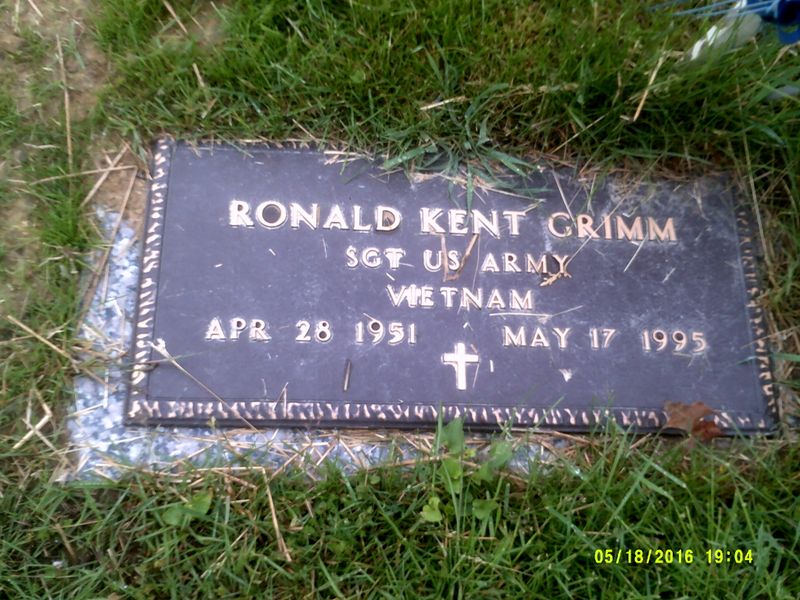 RONALD KENT GRIMM
SGT US ARMY
VIETNAM
APR 28 1951 MAY 17 1995
05/18/2016 19:04